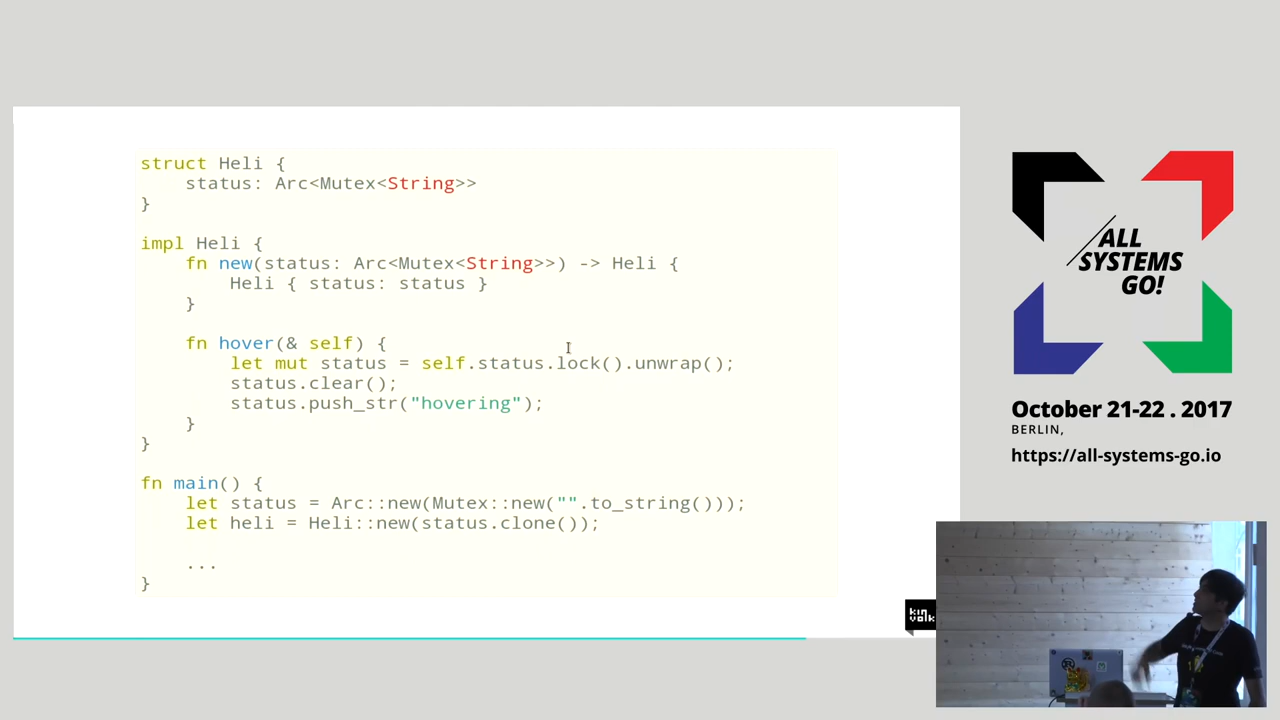 struct Heli {
    status: Arc<Mutex<String>>
}
impl Heli {
    fn new(status: Arc<Mutex<String>>) -> Heli {
        Heli { status: status }
    }
    fn hover(& self) {
        let mut status = self.status.lock().unwrap();
        status.clear();
        status.push_str("hovering");
    }
}
fn main() {
    let status = Arc::new(Mutex::new("".to_string()));
    let heli = Heli::new(status.clone());
    ...
}
kin
volk
ALL
SYSTEMS
GO!
October 21-22 . 2017
BERLIN,
https://all-systems-go.io